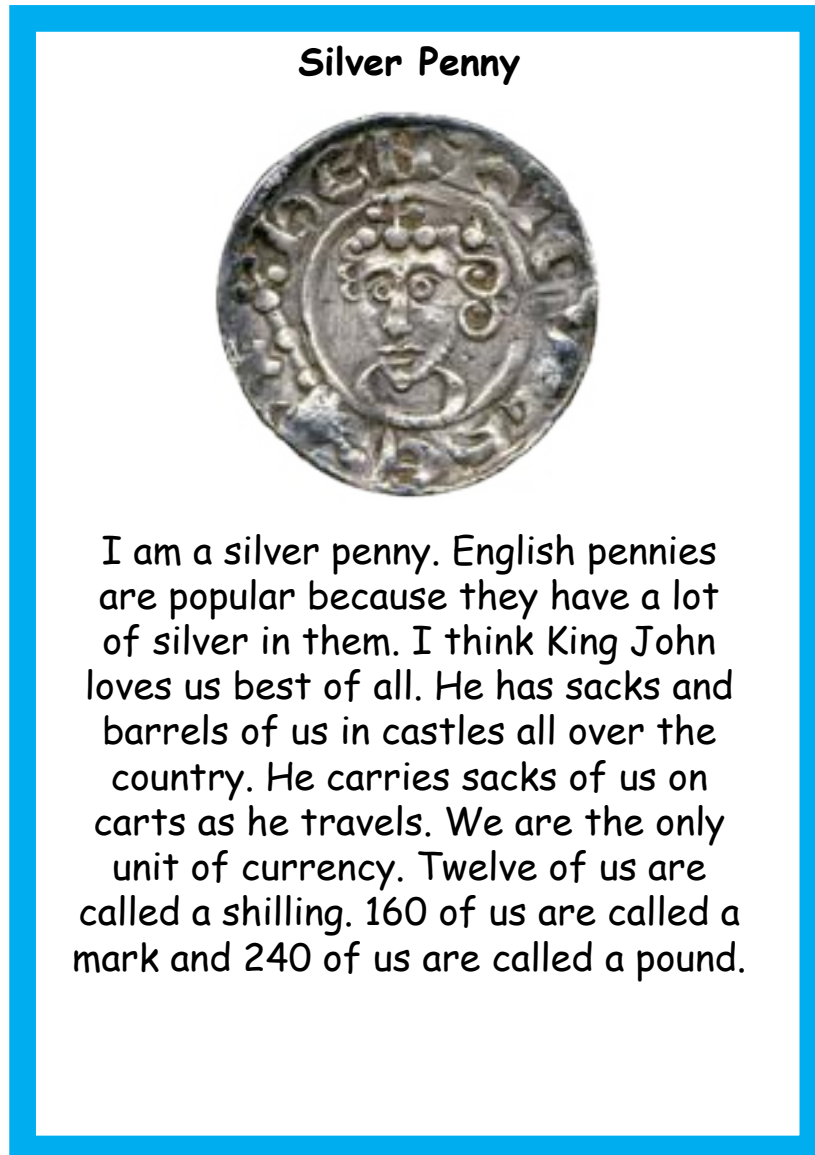 Silver Penny
I am a silver penny. English pennies
are popular because they have a lot
of silver in them. I think King John
loves us best of all. He has sacks and
barrels of us in castles all over the
country. He carries sacks of us on
carts as he travels. We are the only
unit of currency. Twelve of us are
called a shilling. 160 of us are called a
mark and 240 of us are called a pound.